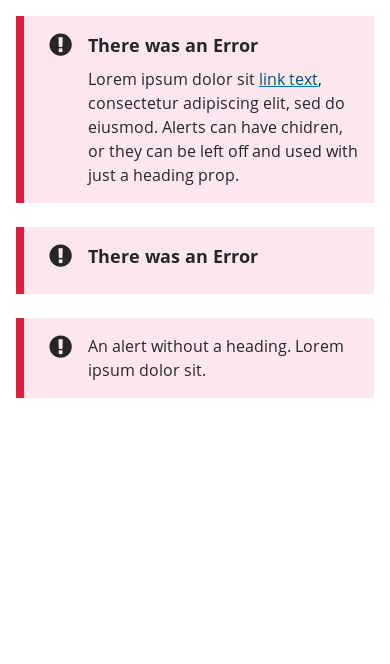 There was an Error
Lorem ipsum dolor sit link text,
consectetur adipiscing elit, sed do
eiusmod. Alerts can have chidren,
or they can be left off and used with
just a heading prop.
There was an Error
An alert without a heading. Lorem
ipsum dolor sit.